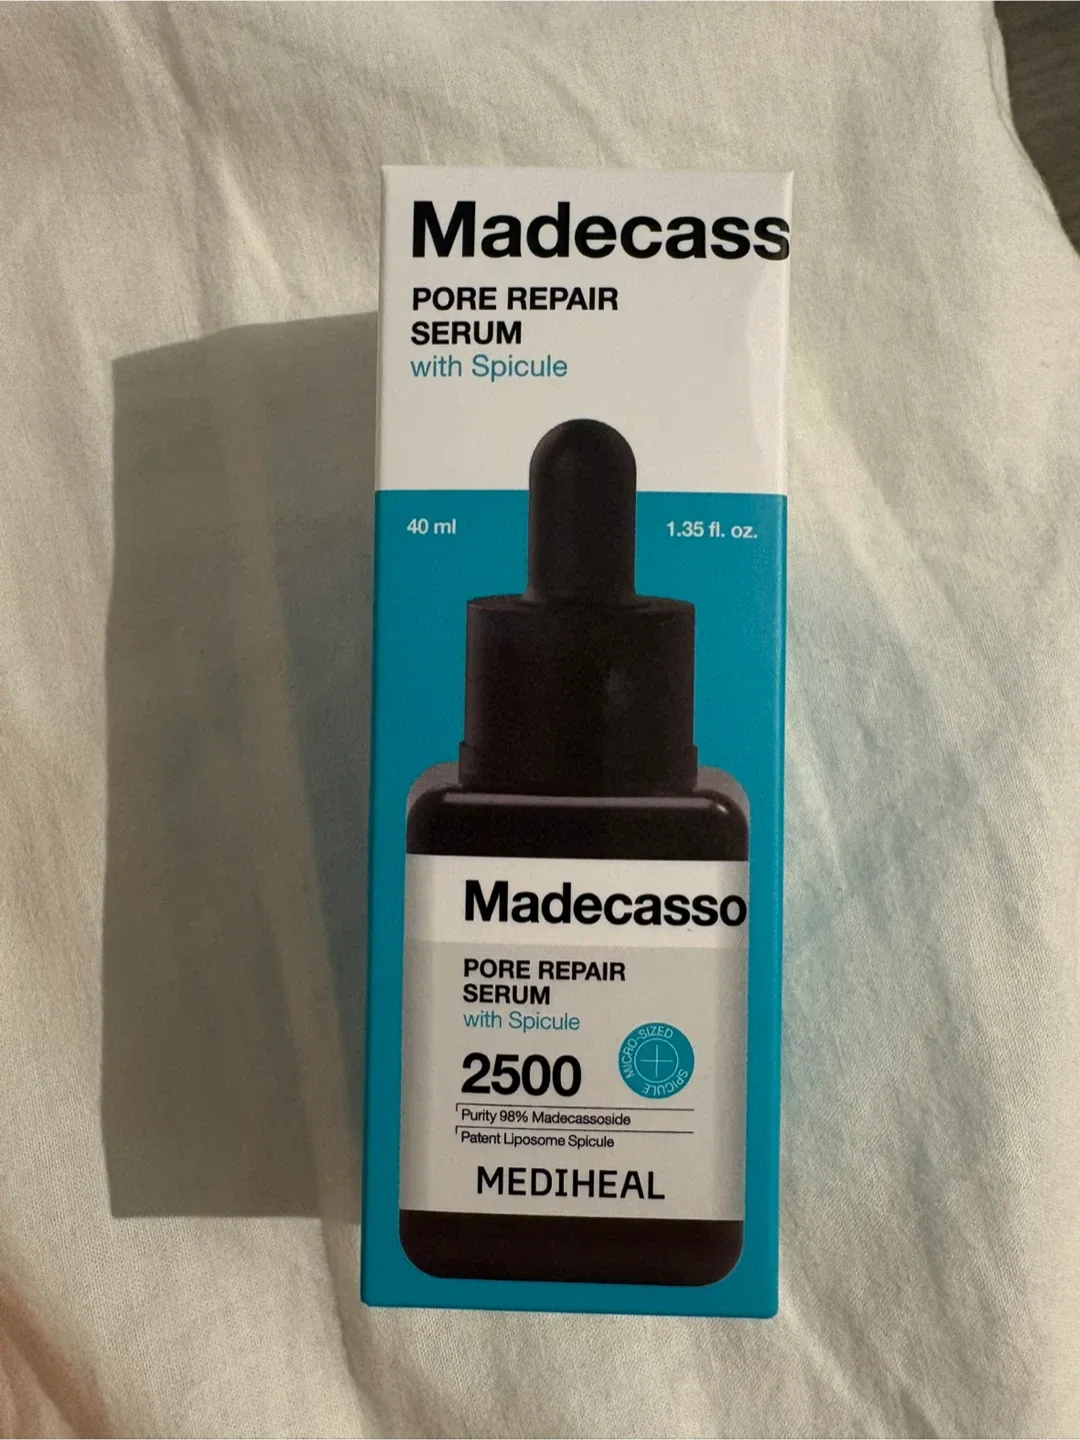 Madecass
PORE REPAIR
SERUM
with Spicule
40 ml
1.35 fl. oz.
Madecasso
PORE REPAIR
SERUM
with Spicule
MICRO-SIZED
SPICULE
2500
Purity 98% Madecassoside
Patent Liposome Spicule
MEDIHEAL